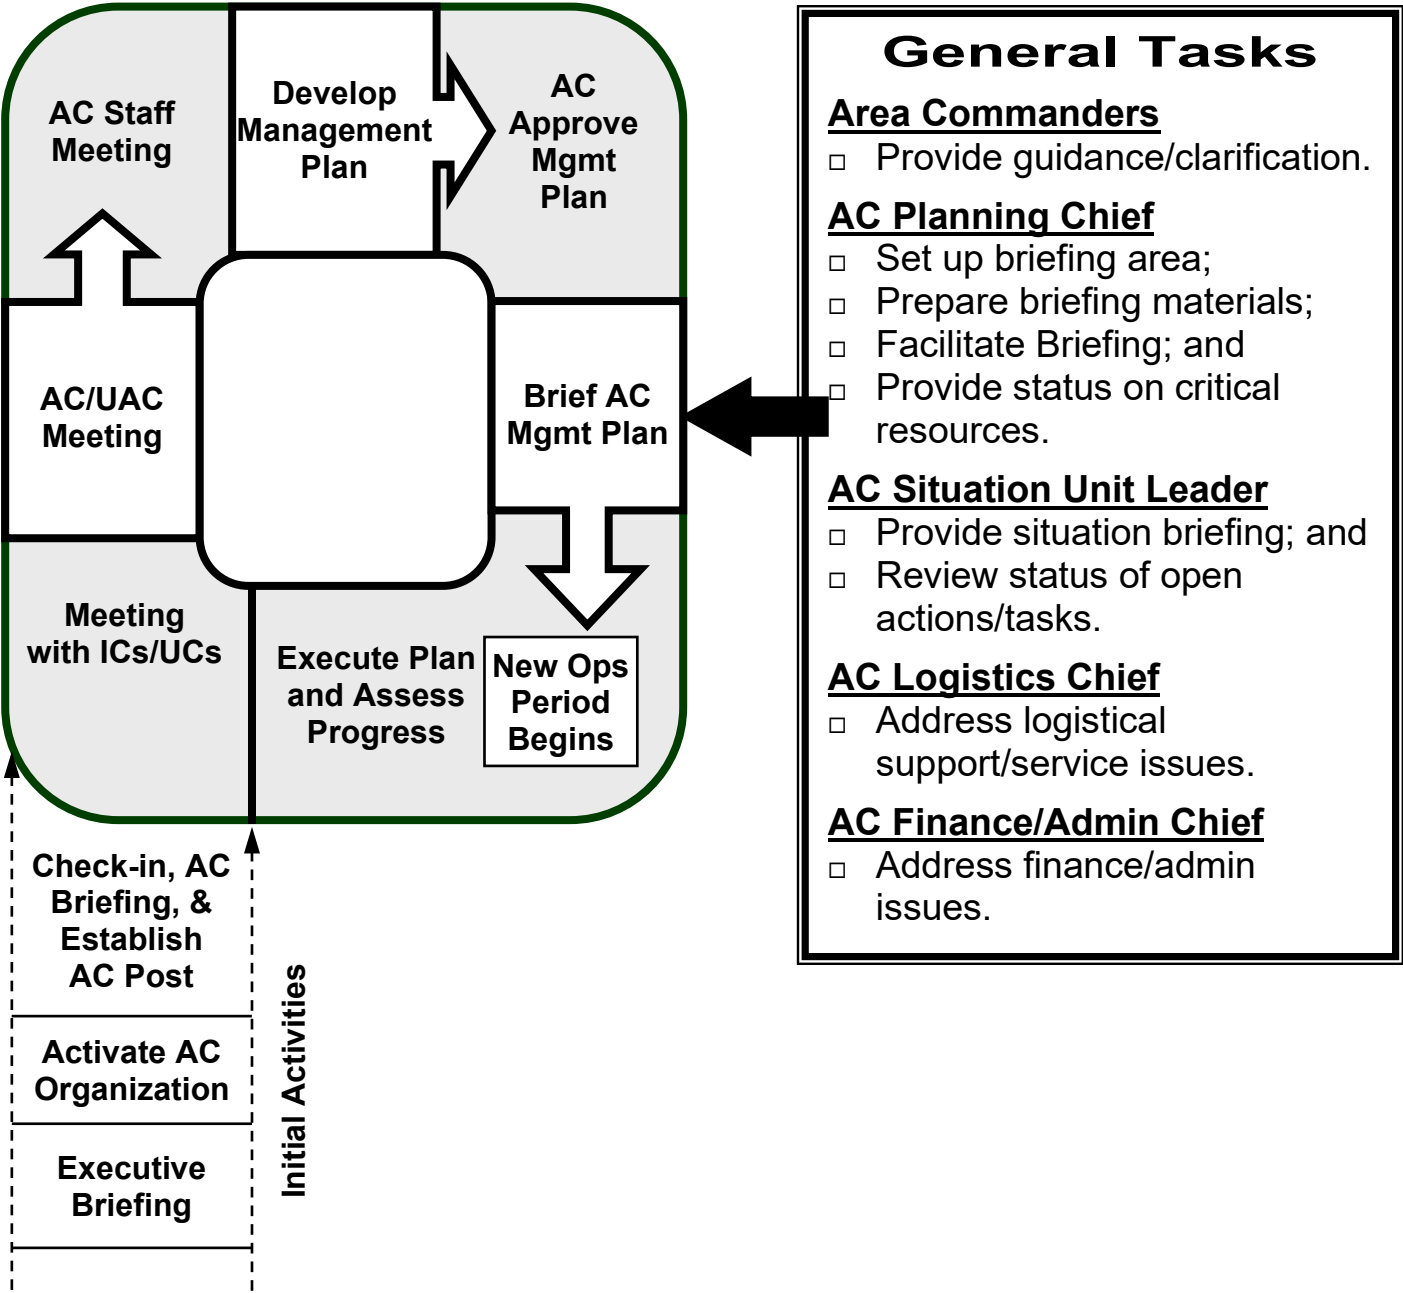 AC Staff
Meeting
Develop
Management
Plan
AC
Approve
Mgmt
Plan
AC/UAC
Meeting
Brief AC
Mgmt Plan
Meeting
with ICs/UCs
Execute Plan
and Assess
Progress
New Ops
Period
Begins
Check-in, AC
Briefing, &
Establish
AC Post
Activate AC
Organization
Executive
Briefing
Initial Activities
General Tasks
Area Commanders
□ Provide guidance/clarification.
AC Planning Chief
□ Set up briefing area;
□ Prepare briefing materials;
□ Facilitate Briefing; and
□ Provide status on critical
resources.
AC Situation Unit Leader
□ Provide situation briefing; and
□ Review status of open
actions/tasks.
AC Logistics Chief
□ Address logistical
support/service issues.
AC Finance/Admin Chief
□ Address finance/admin
issues.